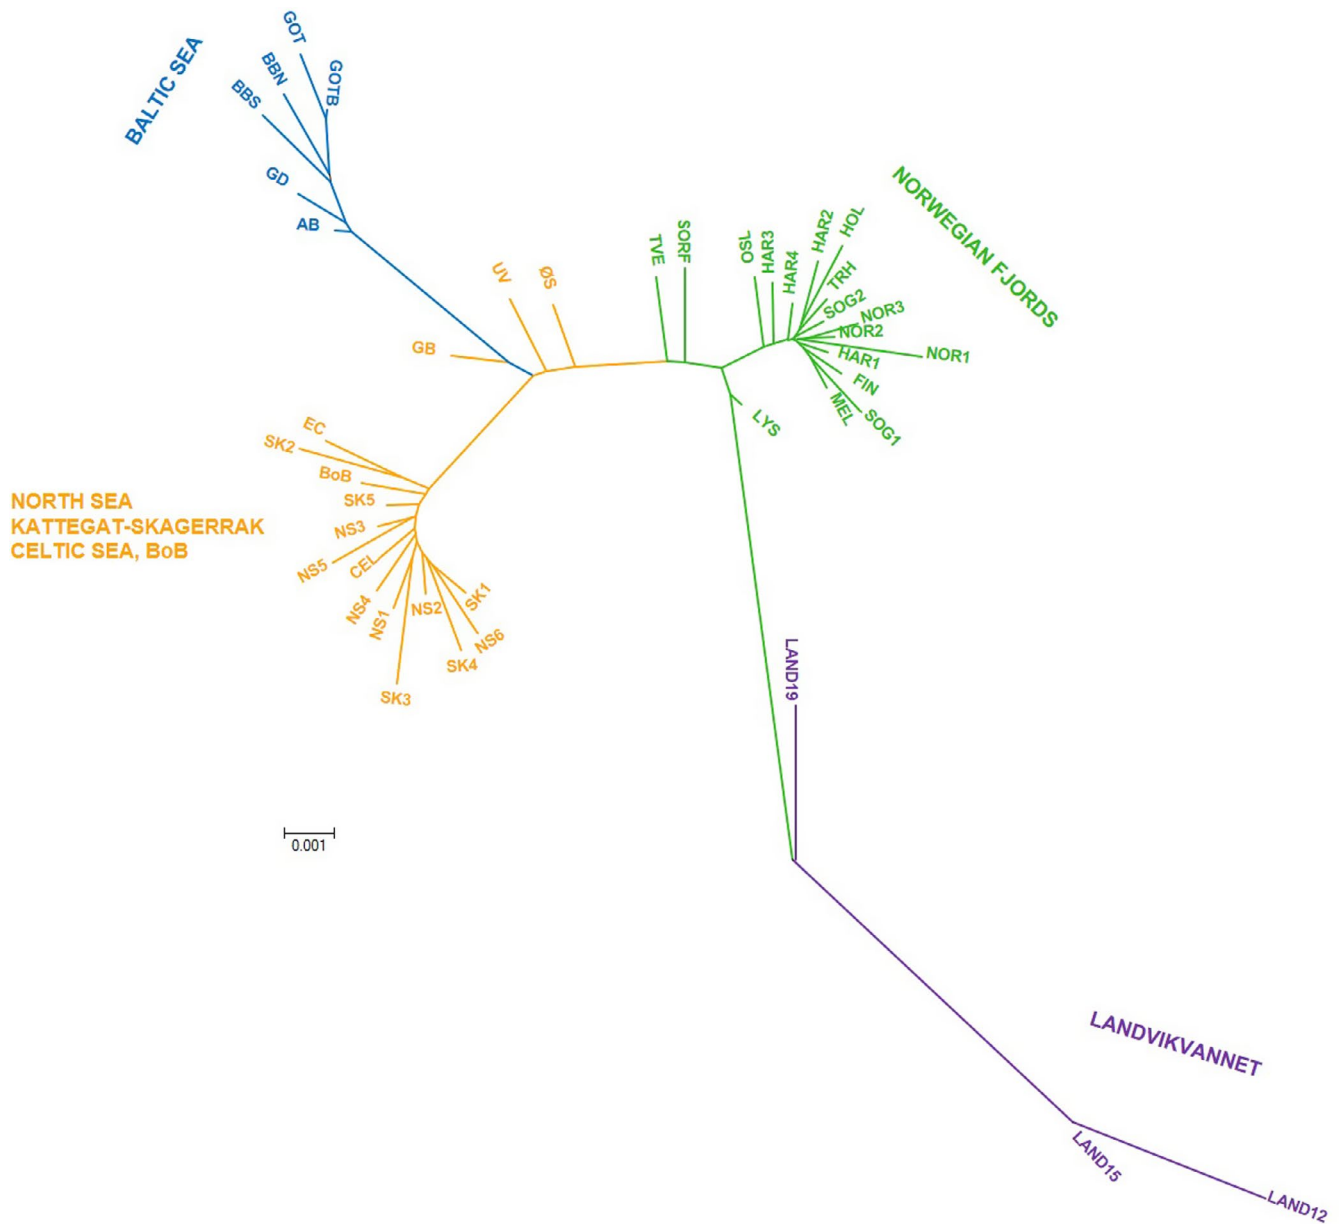 BALTIC SEA
GOT
BBN
GOTB
BBS
GD
AB
UV
ØS
GB
TVE
SORF
OSL
HAR3
HAR4
HAR2
HOL
TRH
SOG2
NOR3
NOR2
NOR1
HAR1
FIN
MEL
SOG1
LYS
NORWEGIAN FJORDS
EC
SK2
BoB
SK5
NS3
NS5
CEL
NS4
NS1
NS2
SK1
NS6
SK4
SK3
NORTH SEA
KATTEGAT-SKAGERRAK
CELTIC SEA, BoB
LAND19
0.001
LANDVIKVANNET
LAND15
LAND12